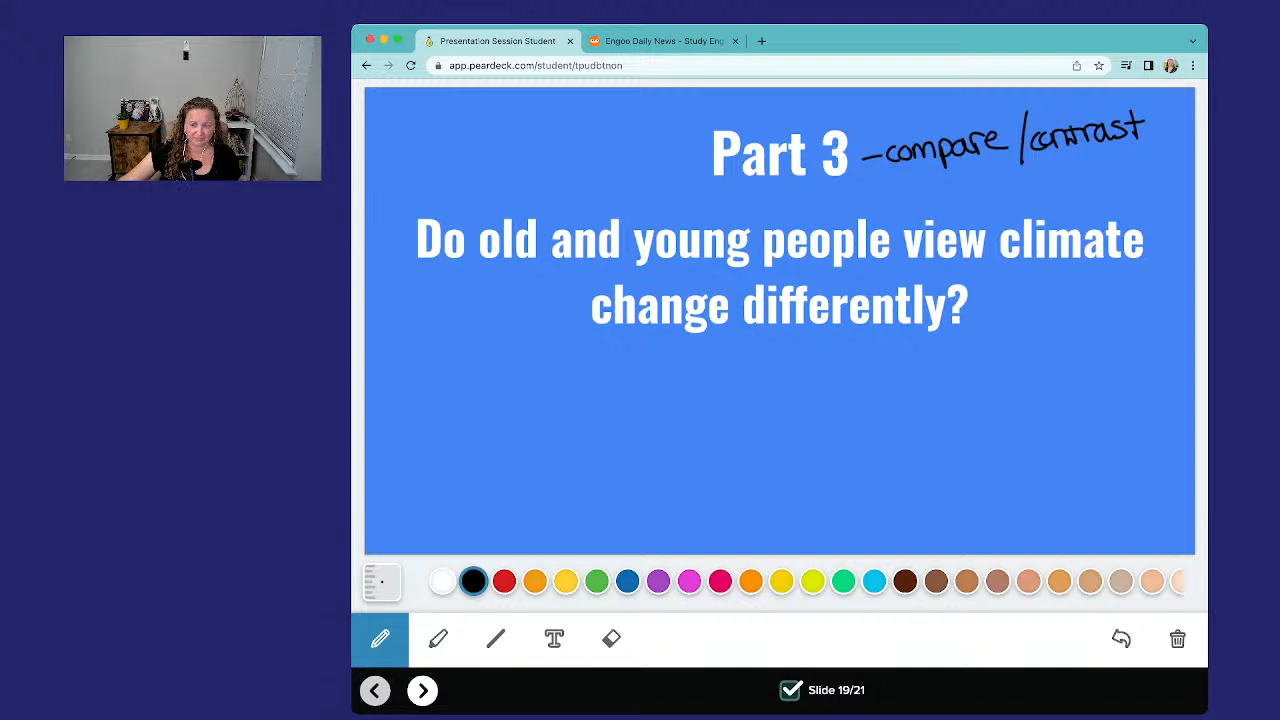 Presentation Session Student
Engoo Daily News - Study Eng
app.peardeck.com/student/tpudbtnon
Part 3 -compare/contrast
Do old and young people view climate
change differently?
T
Slide 19/21